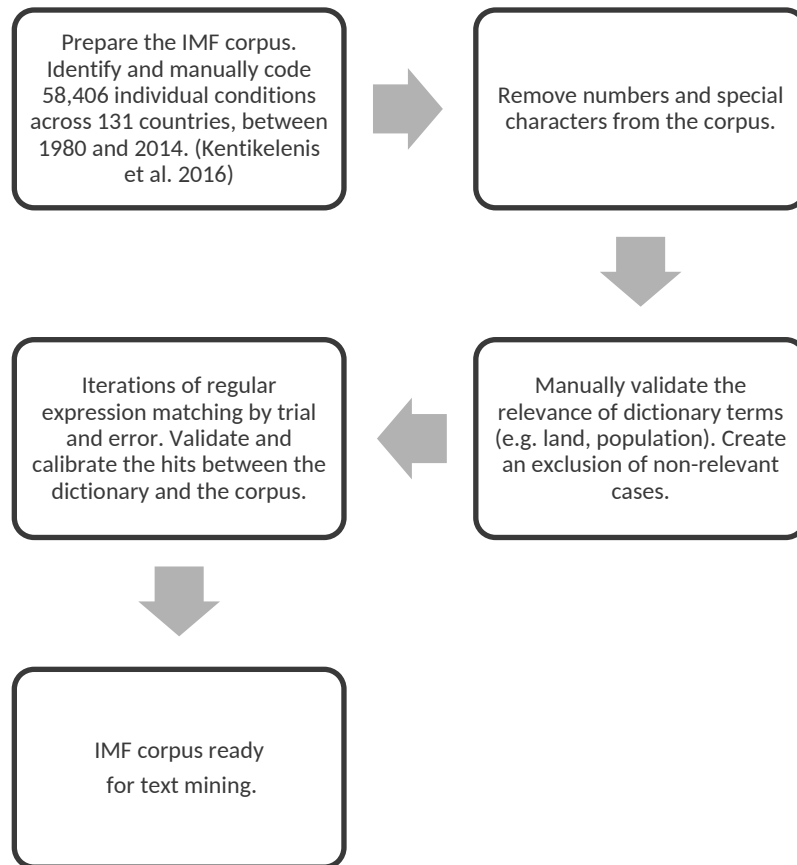 Prepare the IMF corpus.
Identify and manually code
58,406 individual conditions
across 131 countries, between
1980 and 2014. (Kentikelenis
et al. 2016)
Remove numbers and special
characters from the corpus.
Manually validate the
relevance of dictionary terms
(e.g. land, population). Create
an exclusion of non-relevant
cases.
Iterations of regular
expression matching by trial
and error. Validate and
calibrate the hits between the
dictionary and the corpus.
IMF corpus ready
for text mining.